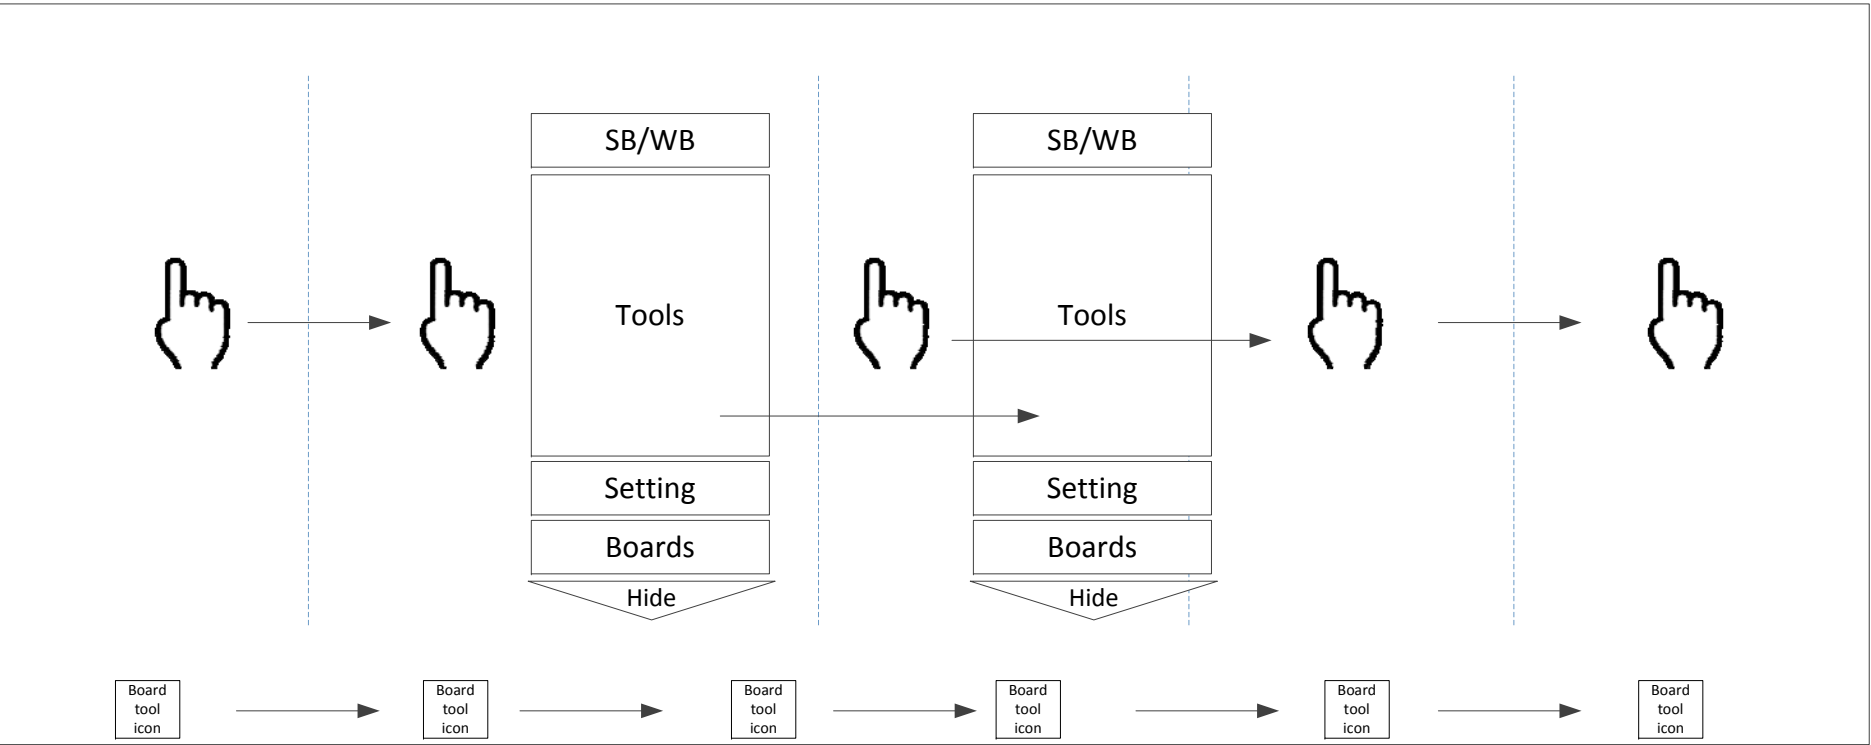 SB/WB
SB/WB
Tools
Tools
Setting
Setting
Boards
Boards
Hide
Hide
Board
tool
icon
Board
tool
icon
Board
tool
icon
Board
tool
icon
Board
tool
icon
Board
tool
icon